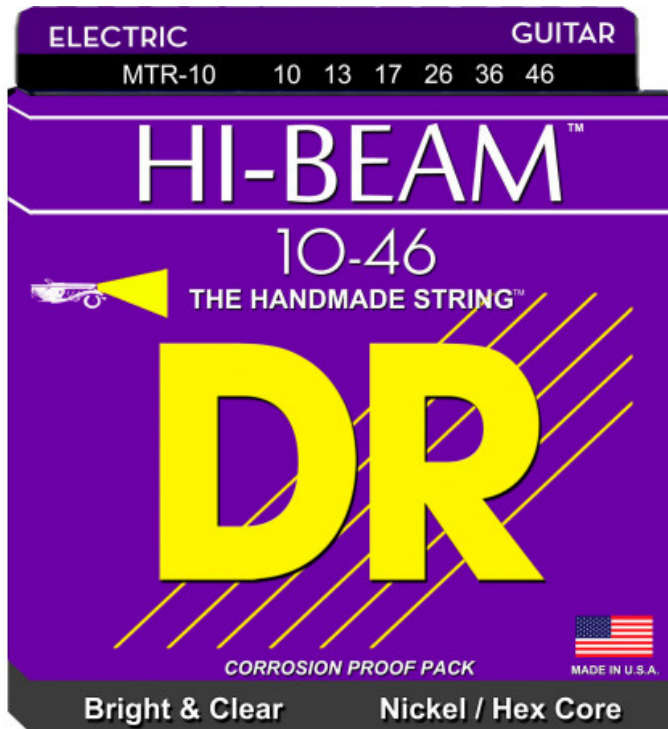 ELECTRIC GUITAR
MTR-10 10 13 17 26 36 46
HI-BEAM™
10-46
THE HANDMADE STRING™
DR
CORROSION PROOF PACK
MADE IN U.S.A.
Bright & Clear Nickel / Hex Core